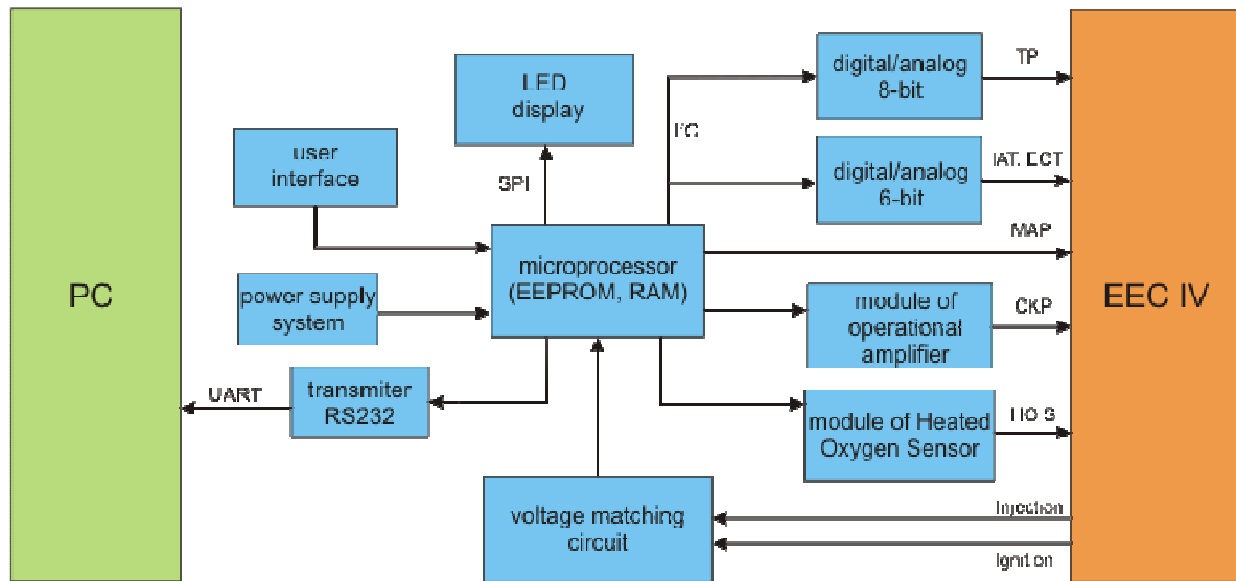 PC
LED
display
user
interface
SPI
power supply
system
UART
transmiter
RS232
microprocessor
(EEPROM, RAM)
voltage matching
circuit
digital/analog
8-bit
digital/analog
6-bit
module of
operational
amplifier
module of Heated
Oxygen Sensor
TP
IAT, ECT
MAP
CKP
Injection
Ignition
EEC IV